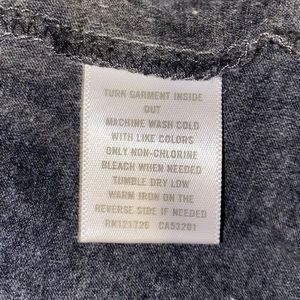 TURN GARMENT INSIDE
OUT
MACHINE WASH COLD
WITH LIKE COLORS
ONLY NON-CHLORINE
BLEACH WHEN NEEDED
TUMBLE DRY LOW
WARM IRON ON THE
REVERSE SIDE IF NEEDED
RN121726 CA53201